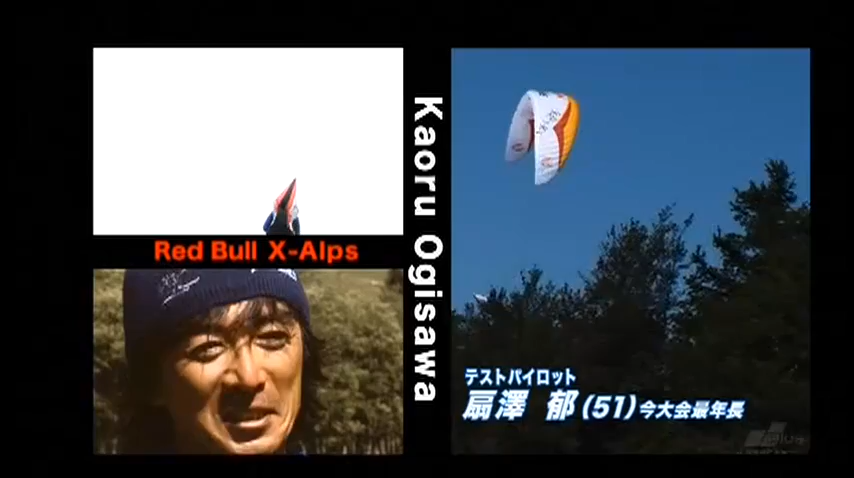 Red Bull X-Alps
Kaoru Ogisawa
テストパイロット
扇澤 郁(51)今大会最年長